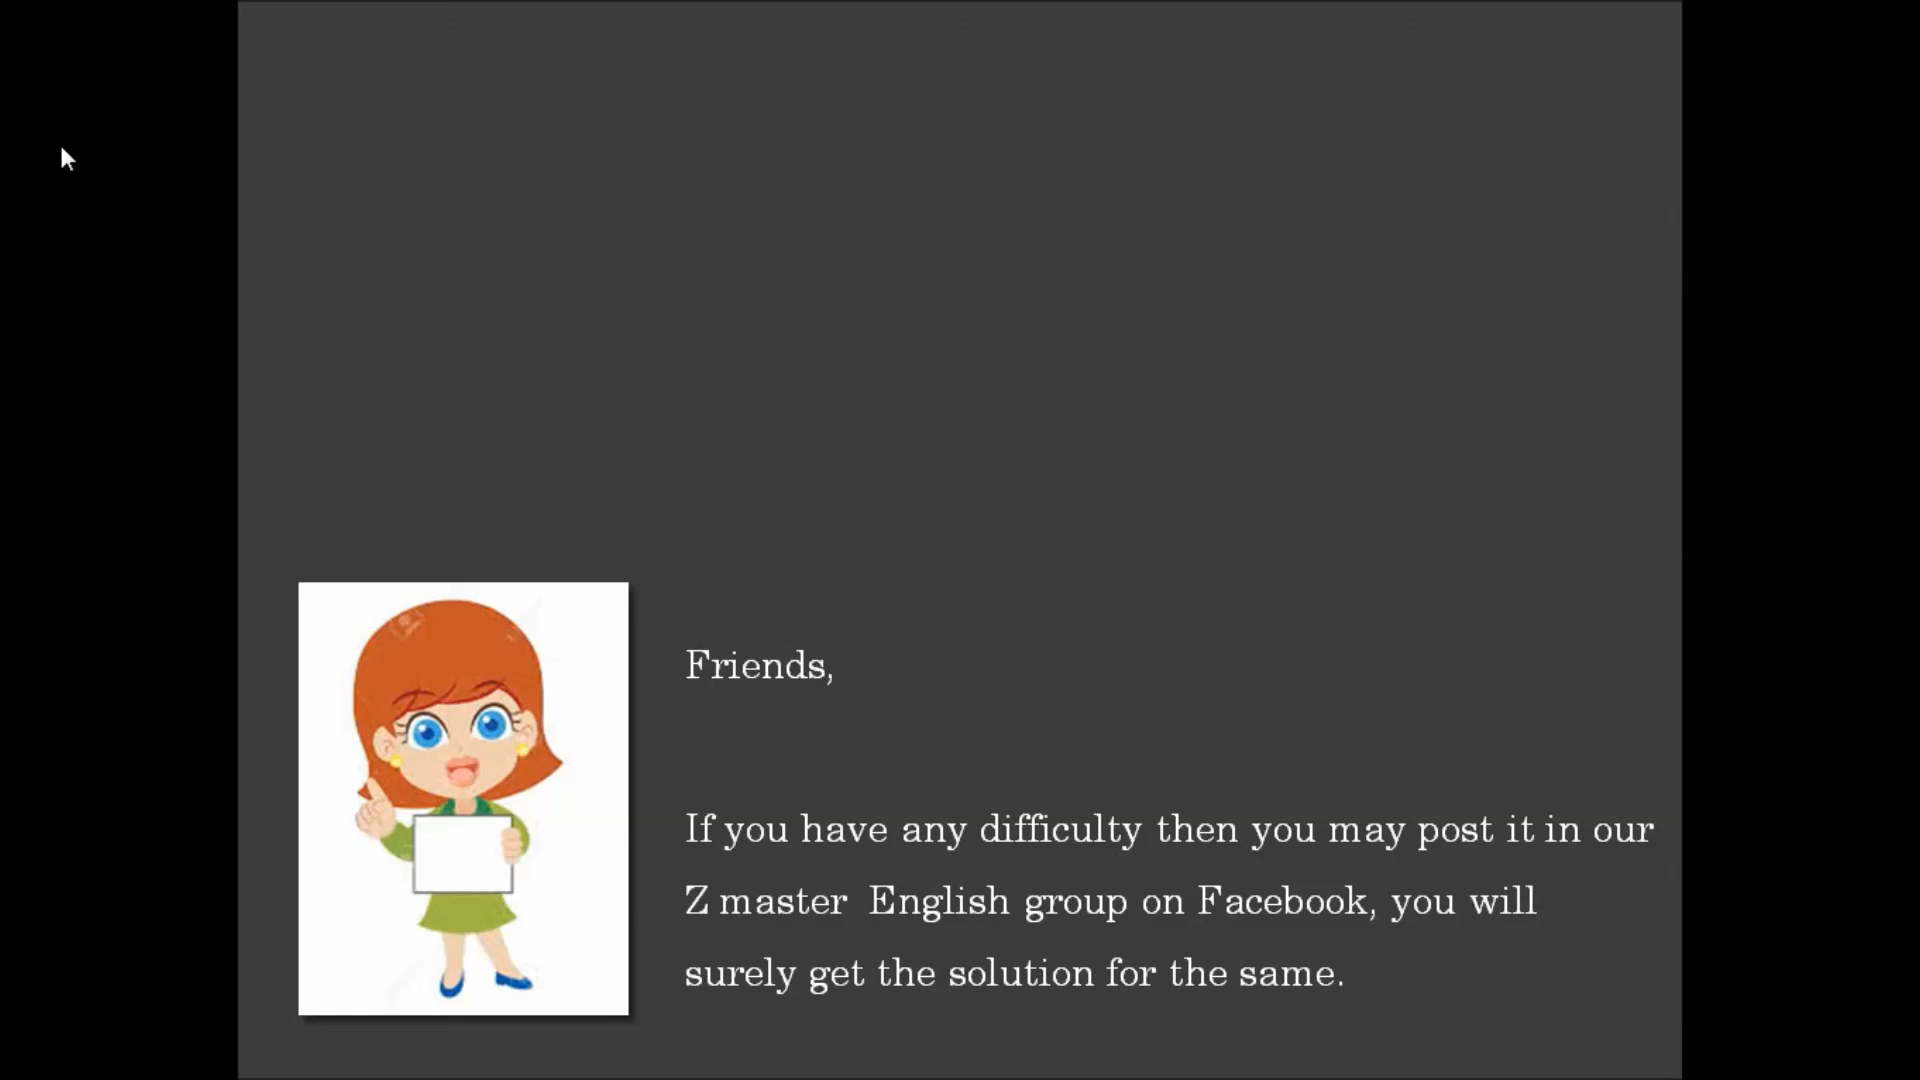 Friends,
If you have any difficulty then you may post it in our
Z master English group on Facebook, you will
surely get the solution for the same.